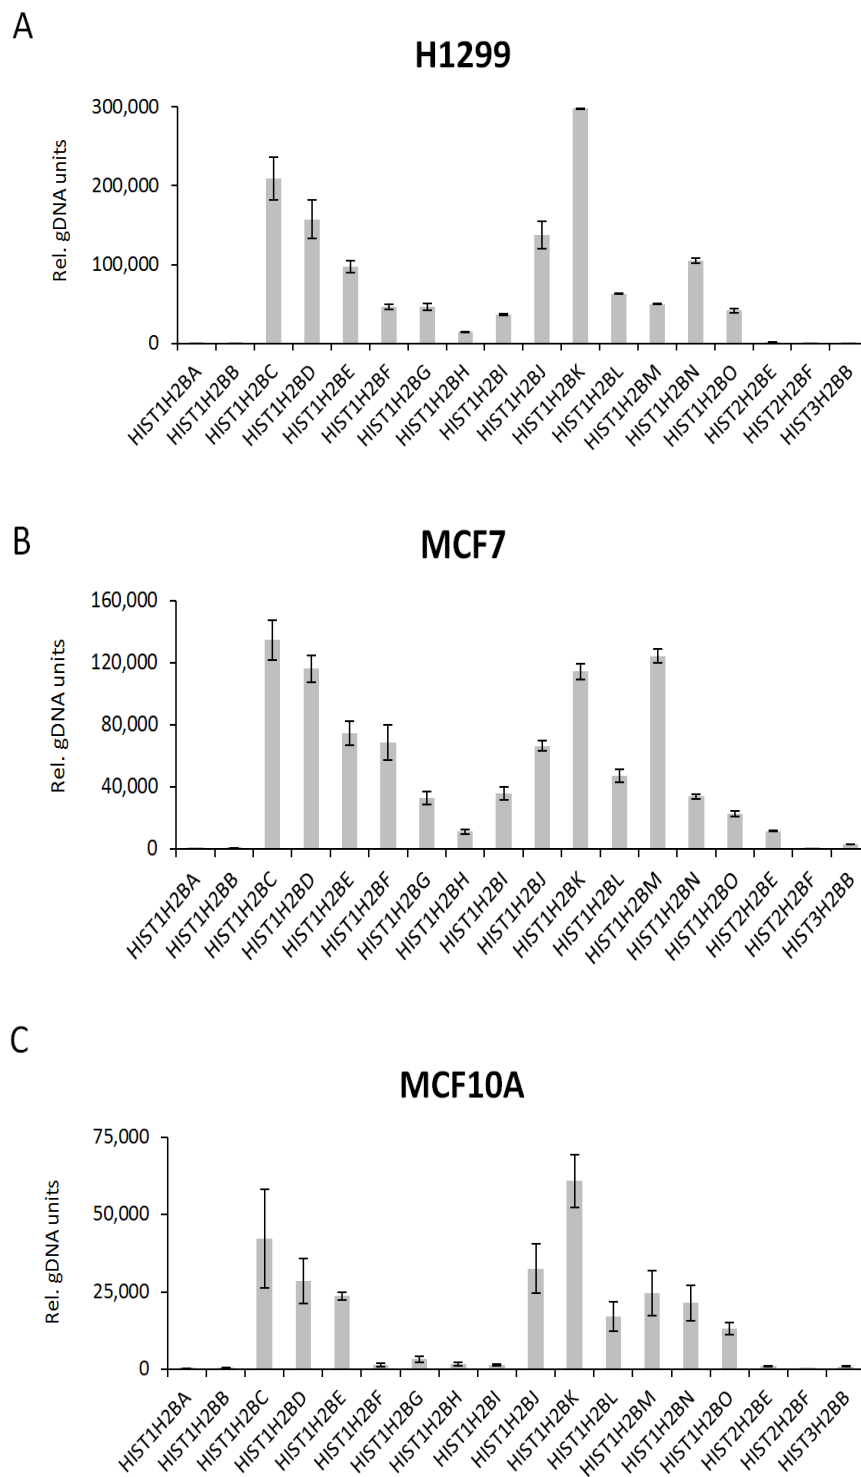 A
H1299
Rel. gDNA units
300,000
200,000
100,000
0
HIST1H2BA
HIST1H2BB
HIST1H2BC
HIST1H2BD
HIST1H2BE
HIST1H2BF
HIST1H2BG
HIST1H2BH
HIST1H2BI
HIST1H2BJ
HIST1H2BK
HIST1H2BL
HIST1H2BM
HIST1H2BN
HIST1H2BO
HIST2H2BE
HIST2H2BF
HIST3H2BB
B
MCF7
Rel. gDNA units
160,000
120,000
80,000
40,000
0
HIST1H2BA
HIST1H2BB
HIST1H2BC
HIST1H2BD
HIST1H2BE
HIST1H2BF
HIST1H2BG
HIST1H2BH
HIST1H2BI
HIST1H2BJ
HIST1H2BK
HIST1H2BL
HIST1H2BM
HIST1H2BN
HIST1H2BO
HIST2H2BE
HIST2H2BF
HIST3H2BB
C
MCF10A
Rel. gDNA units
75,000
50,000
25,000
0
HIST1H2BA
HIST1H2BB
HIST1H2BC
HIST1H2BD
HIST1H2BE
HIST1H2BF
HIST1H2BG
HIST1H2BH
HIST1H2BI
HIST1H2BJ
HIST1H2BK
HIST1H2BL
HIST1H2BM
HIST1H2BN
HIST1H2BO
HIST2H2BE
HIST2H2BF
HIST3H2BB